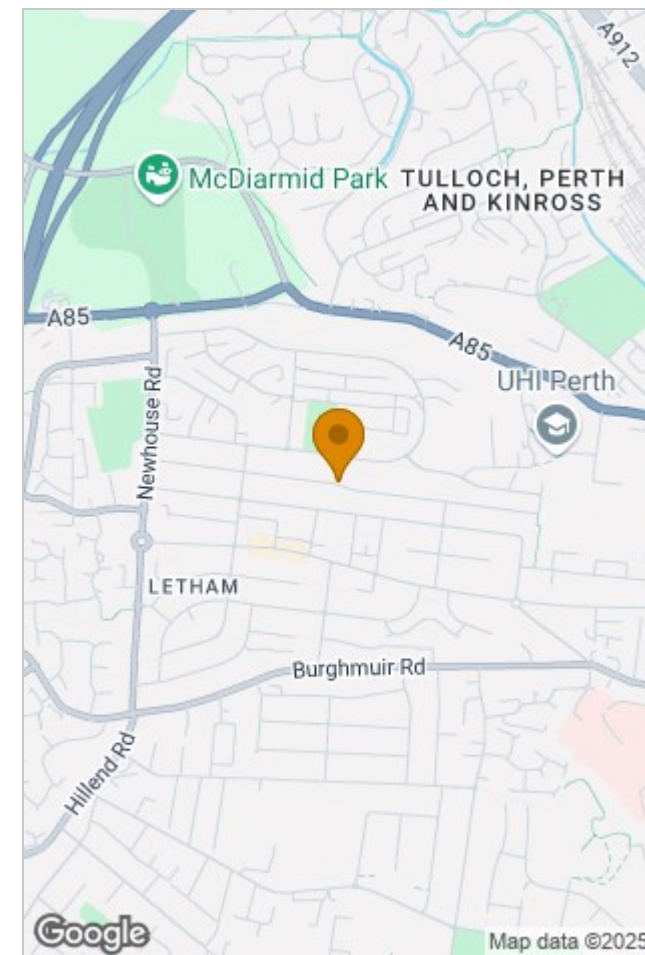 A912
McDiarmid Park
TULLOCH, PERTH
AND KINROSS
A85
A85
UHI Perth
Newhouse Rd
LETHAM
Burghmuir Rd
Hillend Rd
Google
Map data ©2025